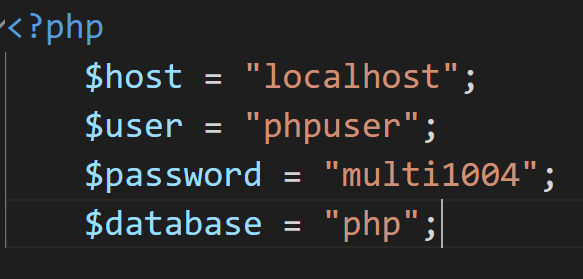 <?php
$host = "localhost";
$user = "phpuser";
$password = "multi1004";
$database = "php";